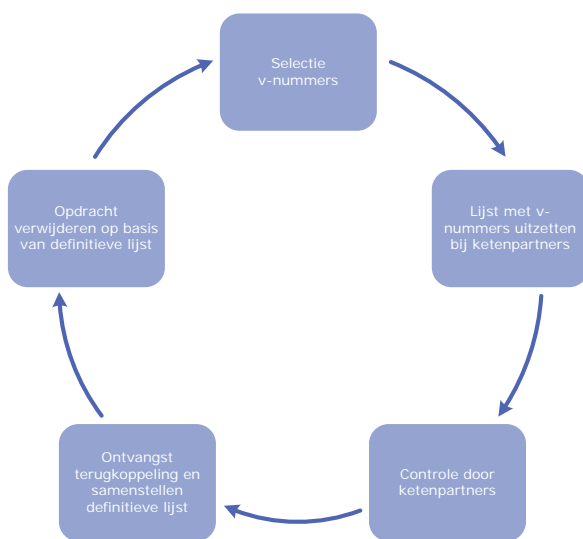 Selectie
v-nummers
Lijst met v-
nummers uitzetten
bij ketenpartners
Controle door
ketenpartners
Ontvangst
terugkoppeling en
samenstellen
definitieve lijst
Opdracht
verwijderen op basis
van definitieve lijst